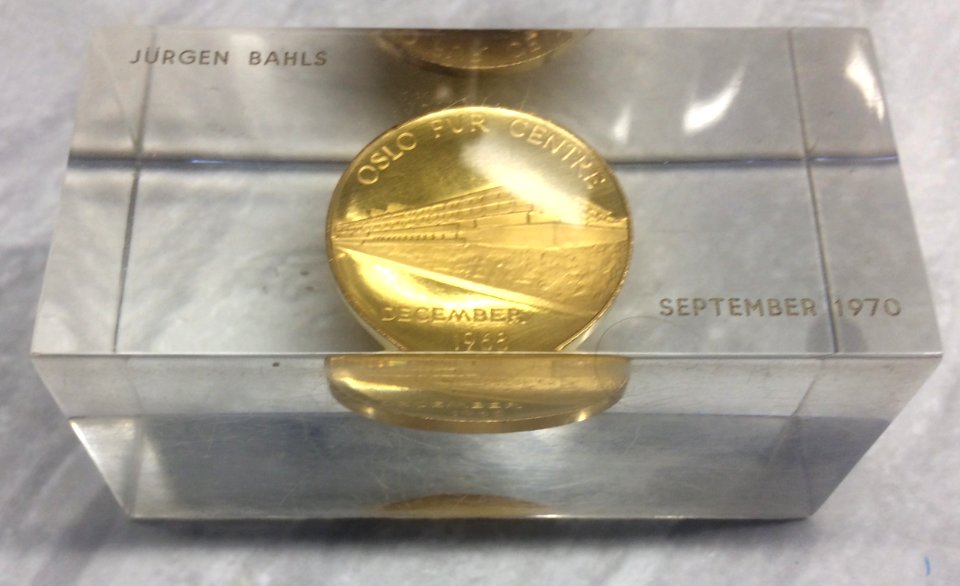 JÜRGEN BAHLS
OSLO FUR CENTRE
DECEMBER
1968
SEPTEMBER 1970